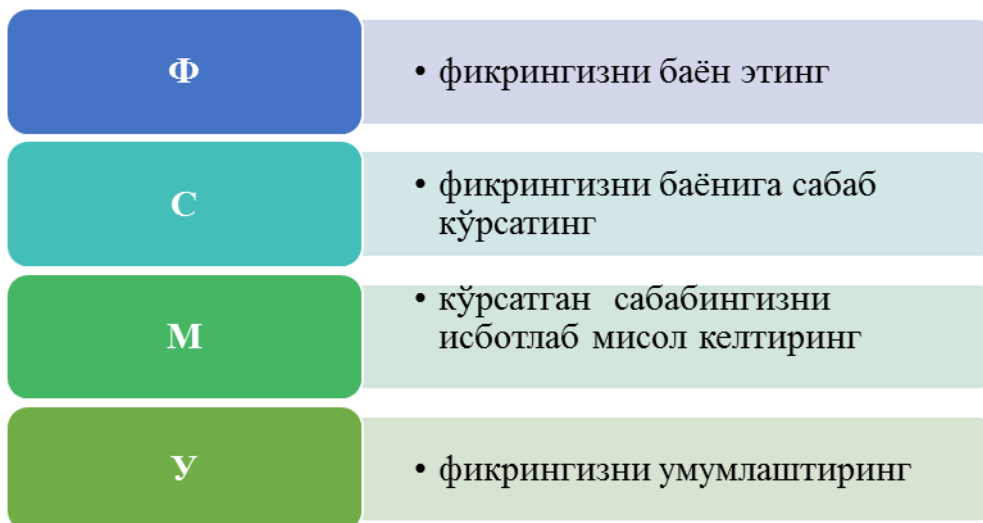 Ф
• фикрингизни баён этинг
С
• фикрингизни баёнига сабаб
кўрсатинг
М
• кўрсатган сабабингизни
исботлаб мисол келтиринг
У
• фикрингизни умумлаштиринг